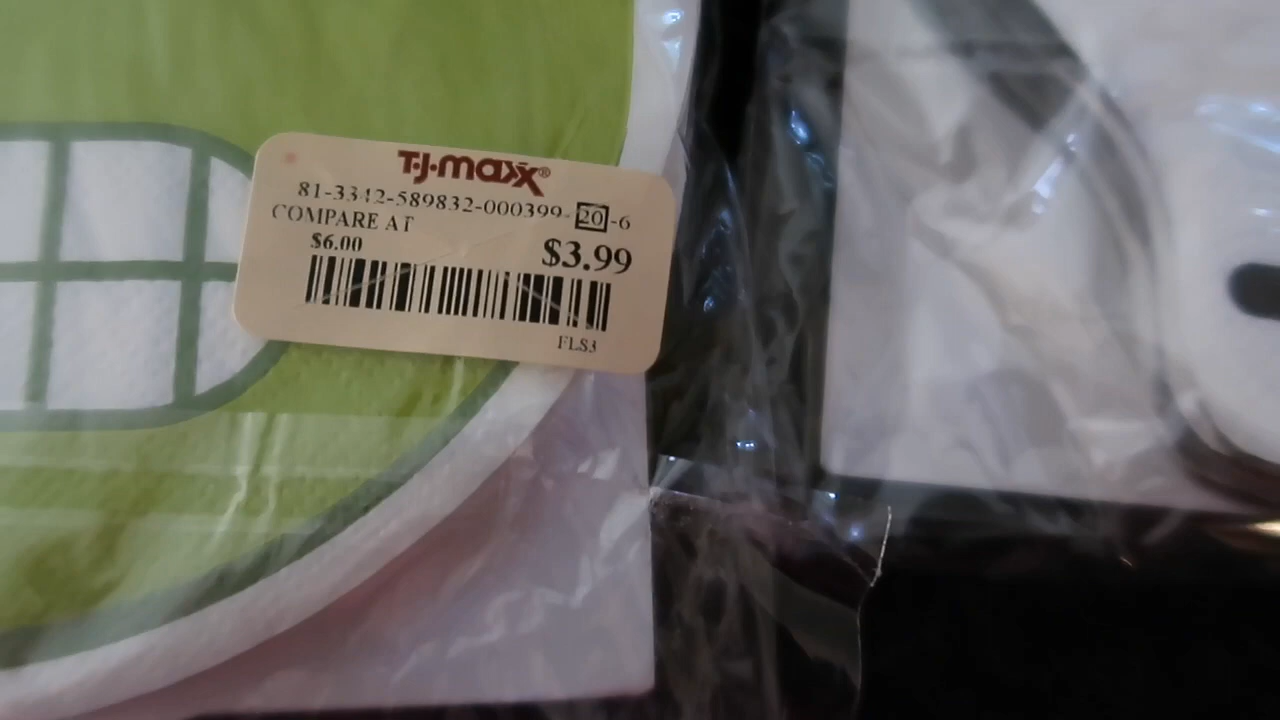 T·J·maxx®
81-3342-589832-000399-20-6
COMPARE AT
$6.00
$3.99
FLS3